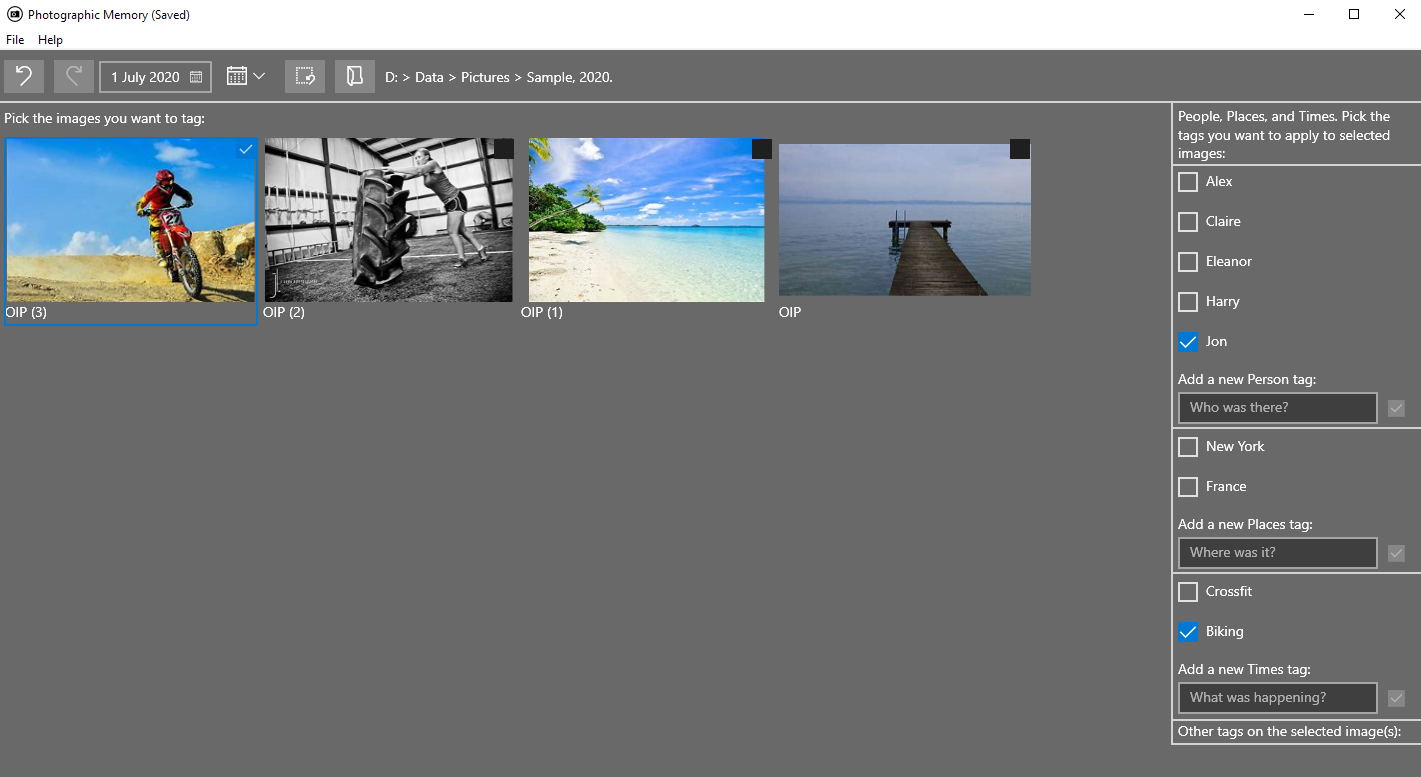 Photographic Memory (Saved)
File Help
1 July 2020
D: > Data > Pictures > Sample, 2020.
Pick the images you want to tag:
OIP (3)
OIP (2)
OIP (1)
OIP
People, Places, and Times. Pick the
tags you want to apply to selected
images:
Alex
Claire
Eleanor
Harry
Jon
Add a new Person tag:
Who was there?
New York
France
Add a new Places tag:
Where was it?
Crossfit
Biking
Add a new Times tag:
What was happening?
Other tags on the selected image(s):